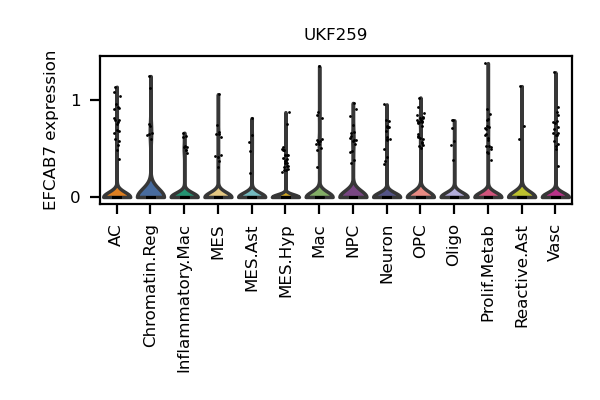 UKF259
EFCAB7 expression
1
0
AC
Chromatin.Reg
Inflammatory.Mac
MES
MES.Ast
MES.Hyp
Mac
NPC
Neuron
OPC
Oligo
Prolif.Metab
Reactive.Ast
Vasc